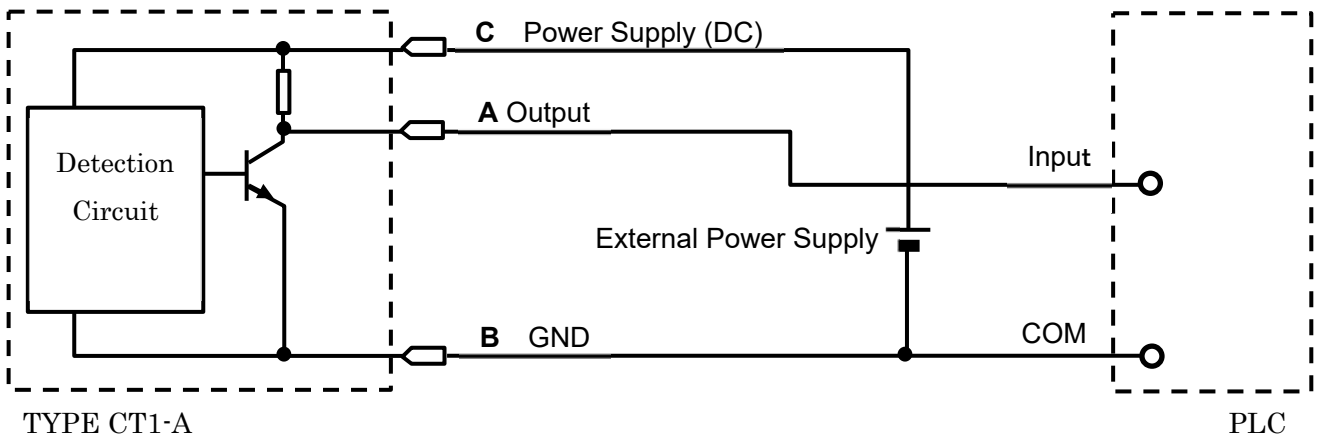 C Power Supply (DC)
A Output
Detection
Circuit
Input
External Power Supply
B GND
COM
TYPE CT1-A
PLC